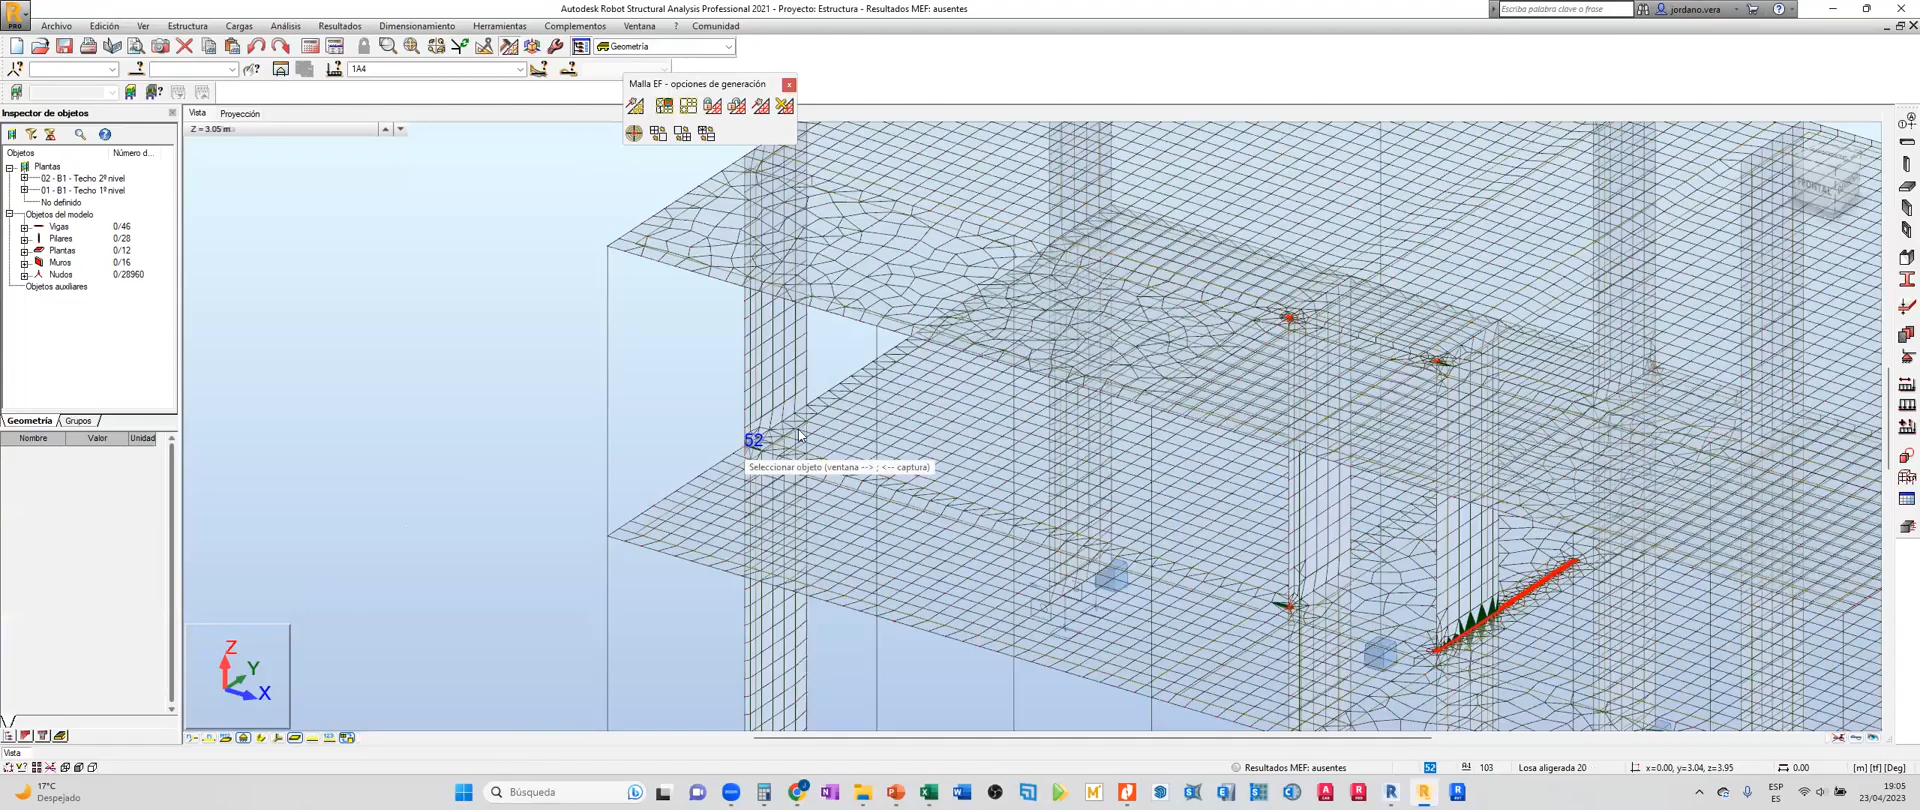 Autodesk Robot Structural Analysis Professional 2021 - Proyecto: Estructura - Resultados MEF: ausentes
Escriba palabra clave o frase
jordano.vera
PRO
Archivo Edición Ver Estructura Cargas Análisis Resultados Dimensionamiento Herramientas Complementos Ventana ? Comunidad
Geometría
1A4
Malla EF - opciones de generación
Inspector de objetos
Vista Proyección
Z = 3.05 m
Objetos Número d...
Plantas
02 - B1 - Techo 2º nivel
01 - B1 - Techo 1º nivel
No definido
Objetos del modelo
Vigas 0/46
Pilares 0/28
Plantas 0/12
Muros 0/16
Nudos 0/28960
Objetos auxiliares
FRONTAL
Geometría Grupos
Nombre Valor Unidad
52
Seleccionar objeto (ventana --> ; <-- captura)
Z
Y
X
Vista
Resultados MEF: ausentes 52 103 Losa aligerada 20 x=0.00, y=3.04, z=3.95 0.00 [m] [tf] [Deg]
17°C
Despejado
Búsqueda
ESP
ES
19:05
23/04/2023